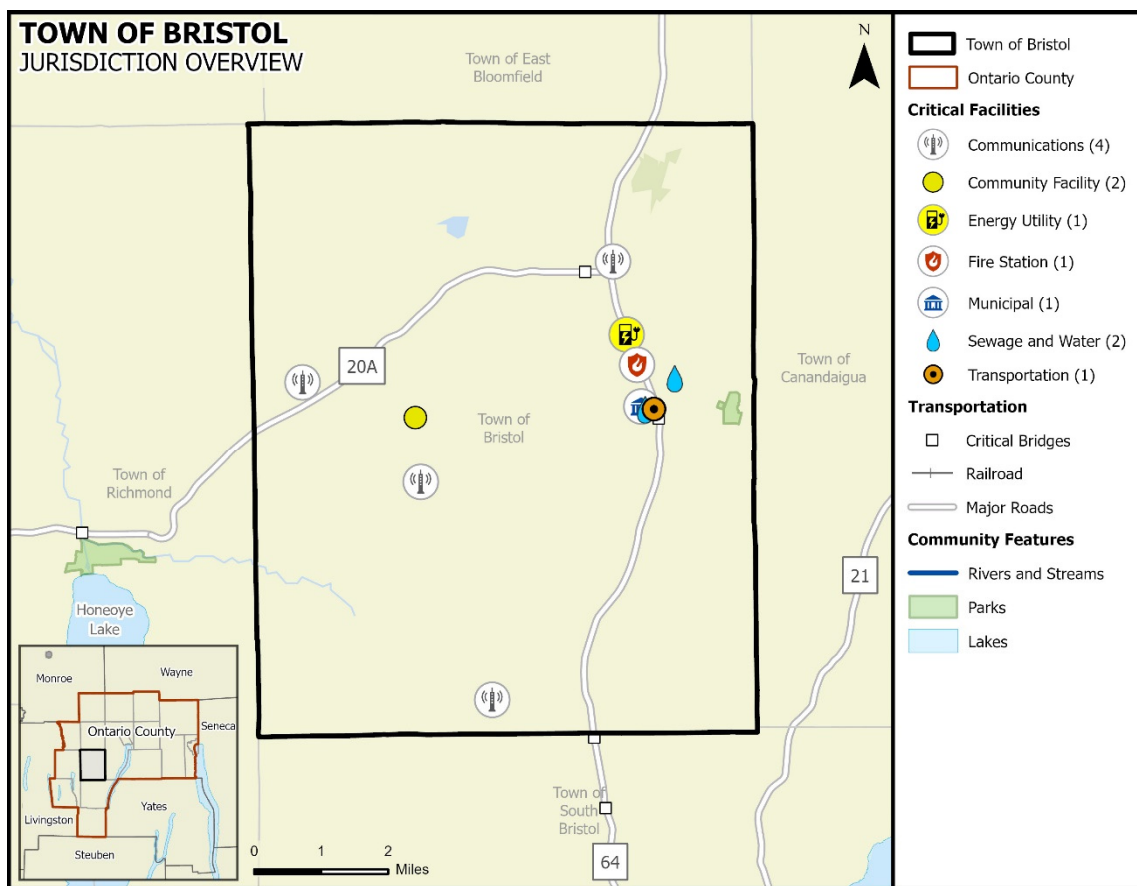 TOWN OF BRISTOL
JURISDICTION OVERVIEW
Town of East
Bloomfield
N
20A
Town of
Bristol
Town of
Canandaigua
Town of
Richmond
Honeoye
Lake
21
Town of
South
Bristol
64
Monroe
Wayne
Ontario County
Seneca
Yates
Livingston
Steuben
0 1 2
Miles
Town of Bristol
Ontario County
Critical Facilities
Communications (4)
Community Facility (2)
Energy Utility (1)
Fire Station (1)
Municipal (1)
Sewage and Water (2)
Transportation (1)
Transportation
Critical Bridges
Railroad
Major Roads
Community Features
Rivers and Streams
Parks
Lakes